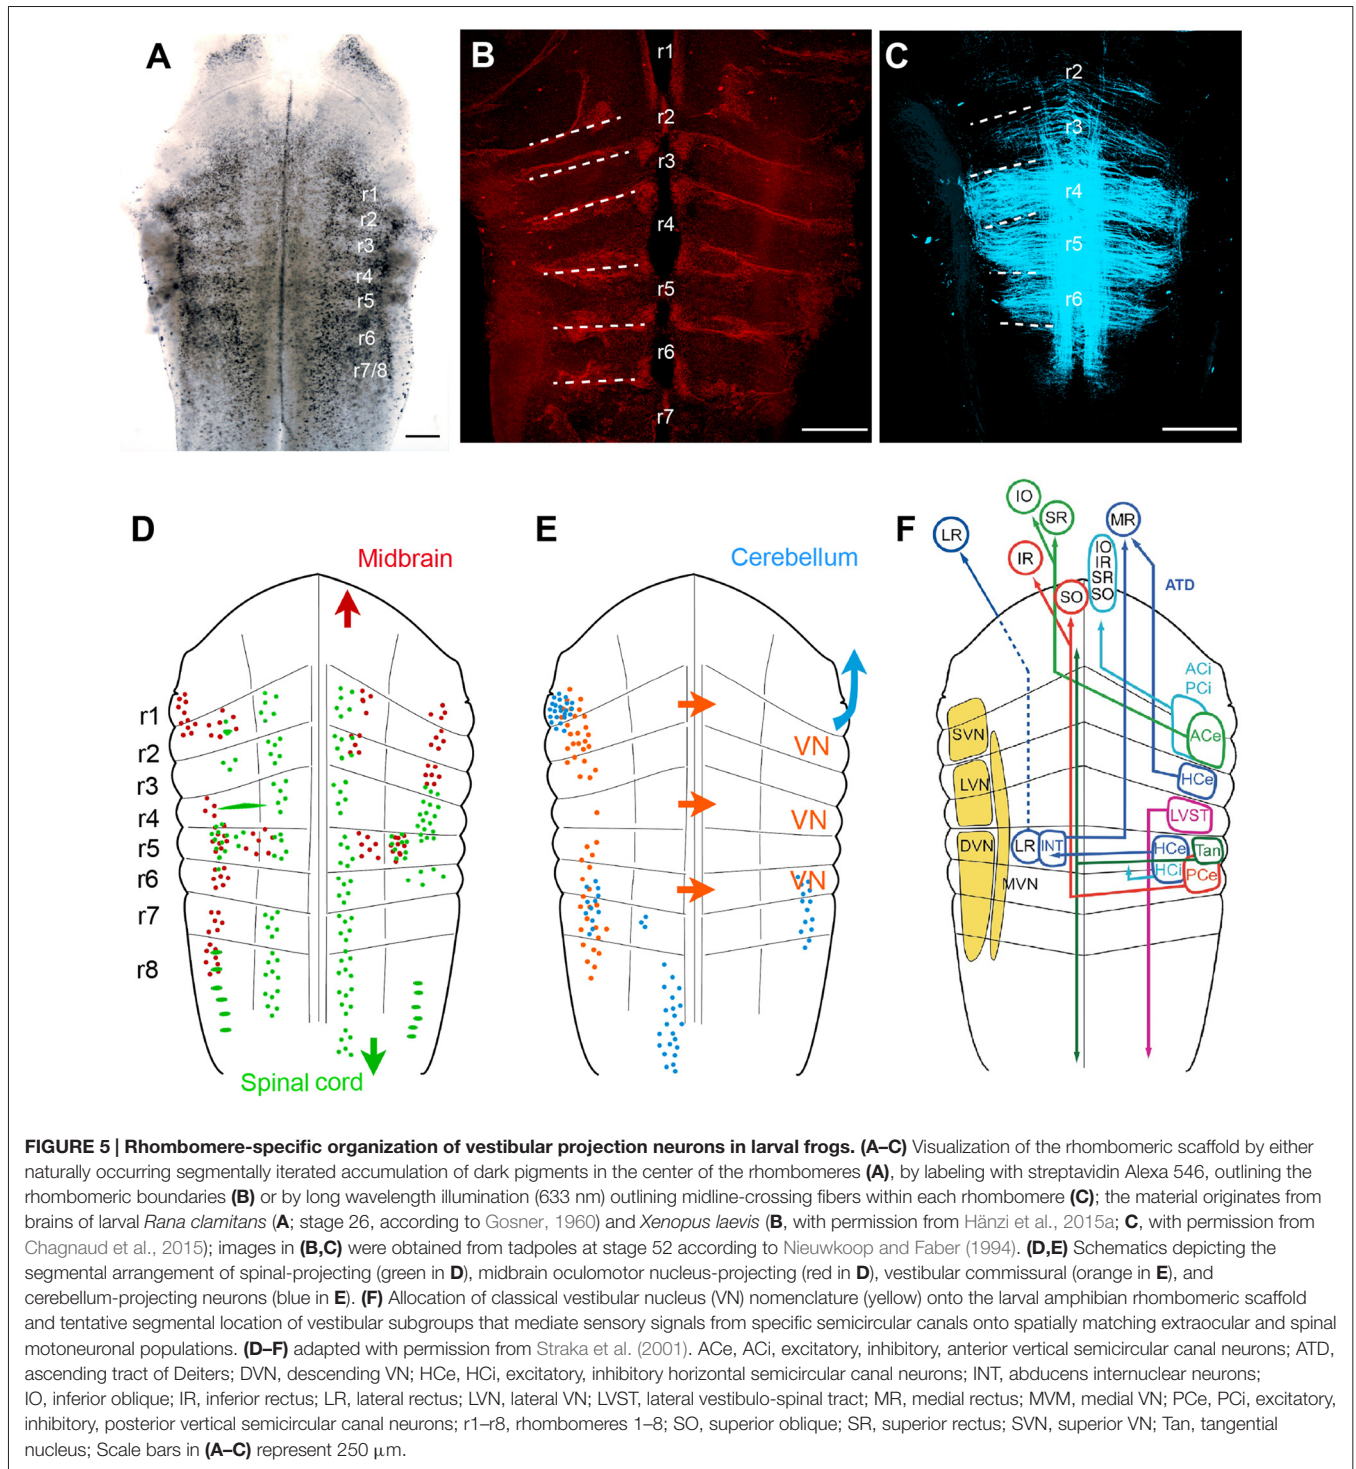 A
r1
r2
r3
r4
r5
r6
r7/8
B
r1
r2
r3
r4
r5
r6
r7
C
r2
r3
r4
r5
r6
D
Midbrain
r1
r2
r3
r4
r5
r6
r7
r8
Spinal cord
E
Cerebellum
VN
VN
VN
F
IO
SR
LR
IR
SO
IO
IR
SR
SO
MR
ATD
ACi
PCi
ACe
HCe
LVST
HCe
Tan
HCi
PCe
SVN
LVN
DVN
LR
INT
MVN
FIGURE 5 | Rhombomere-specific organization of vestibular projection neurons in larval frogs. (A–C) Visualization of the rhombomeric scaffold by either
naturally occurring segmentally iterated accumulation of dark pigments in the center of the rhombomeres (A), by labeling with streptavidin Alexa 546, outlining the
rhombomeric boundaries (B) or by long wavelength illumination (633 nm) outlining midline-crossing fibers within each rhombomere (C); the material originates from
brains of larval Rana clamitans (A; stage 26, according to Gosner, 1960) and Xenopus laevis (B, with permission from Hänzi et al., 2015a; C, with permission from
Chagnaud et al., 2015); images in (B,C) were obtained from tadpoles at stage 52 according to Nieuwkoop and Faber (1994). (D,E) Schematics depicting the
segmental arrangement of spinal-projecting (green in D), midbrain oculomotor nucleus-projecting (red in D), vestibular commissural (orange in E), and
cerebellum-projecting neurons (blue in E). (F) Allocation of classical vestibular nucleus (VN) nomenclature (yellow) onto the larval amphibian rhombomeric scaffold
and tentative segmental location of vestibular subgroups that mediate sensory signals from specific semicircular canals onto spatially matching extraocular and spinal
motoneuronal populations. (D–F) adapted with permission from Straka et al. (2001). ACe, ACi, excitatory, inhibitory, anterior vertical semicircular canal neurons; ATD,
ascending tract of Deiters; DVN, descending VN; HCe, HCi, excitatory, inhibitory horizontal semicircular canal neurons; INT, abducens internuclear neurons;
IO, inferior oblique; IR, inferior rectus; LR, lateral rectus; LVN, lateral VN; LVST, lateral vestibulo-spinal tract; MR, medial rectus; MVM, medial VN; PCe, PCi, excitatory,
inhibitory, posterior vertical semicircular canal neurons; r1–r8, rhombomeres 1–8; SO, superior oblique; SR, superior rectus; SVN, superior VN; Tan, tangential
nucleus; Scale bars in (A–C) represent 250 μm.